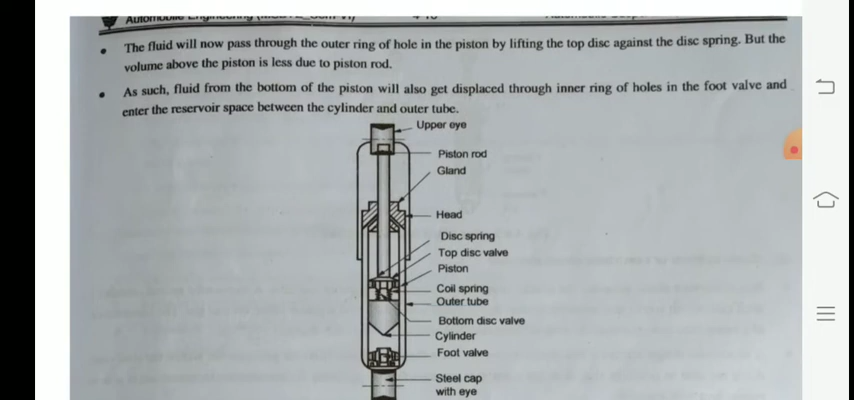 The fluid will now pass through the outer ring of hole in the piston by lifting the top disc against the disc spring. But the
volume above the piston is less due to piston rod.
As such, fluid from the bottom of the piston will also get displaced through inner ring of holes in the foot valve and
enter the reservoir space between the cylinder and outer tube.
Upper eye
Piston rod
Gland
Head
Disc spring
Top disc valve
Piston
Coil spring
Outer tube
Bottom disc valve
Cylinder
Foot valve
Steel cap
with eye